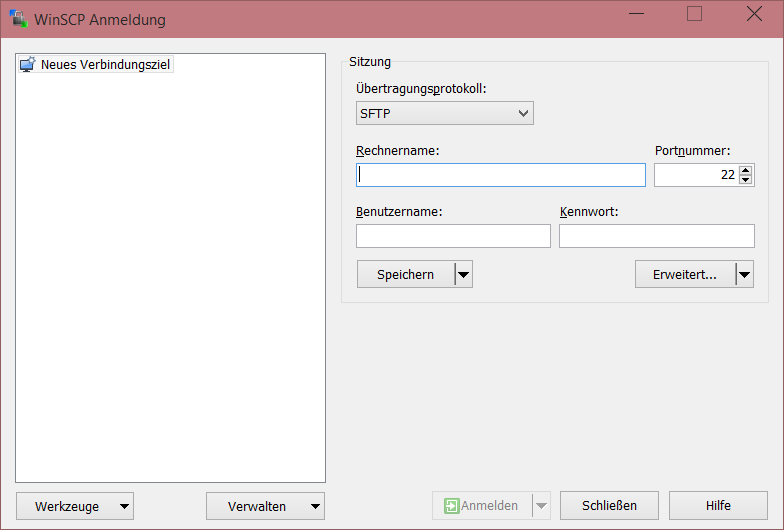 WinSCP Anmeldung
Neues Verbindungsziel
Sitzung
Übertragungsprotokoll:
SFTP
Rechnername:
Portnummer:
22
Benutzername:
Kennwort:
Speichern
Erweitert...
Werkzeuge
Verwalten
Anmelden
Schließen
Hilfe